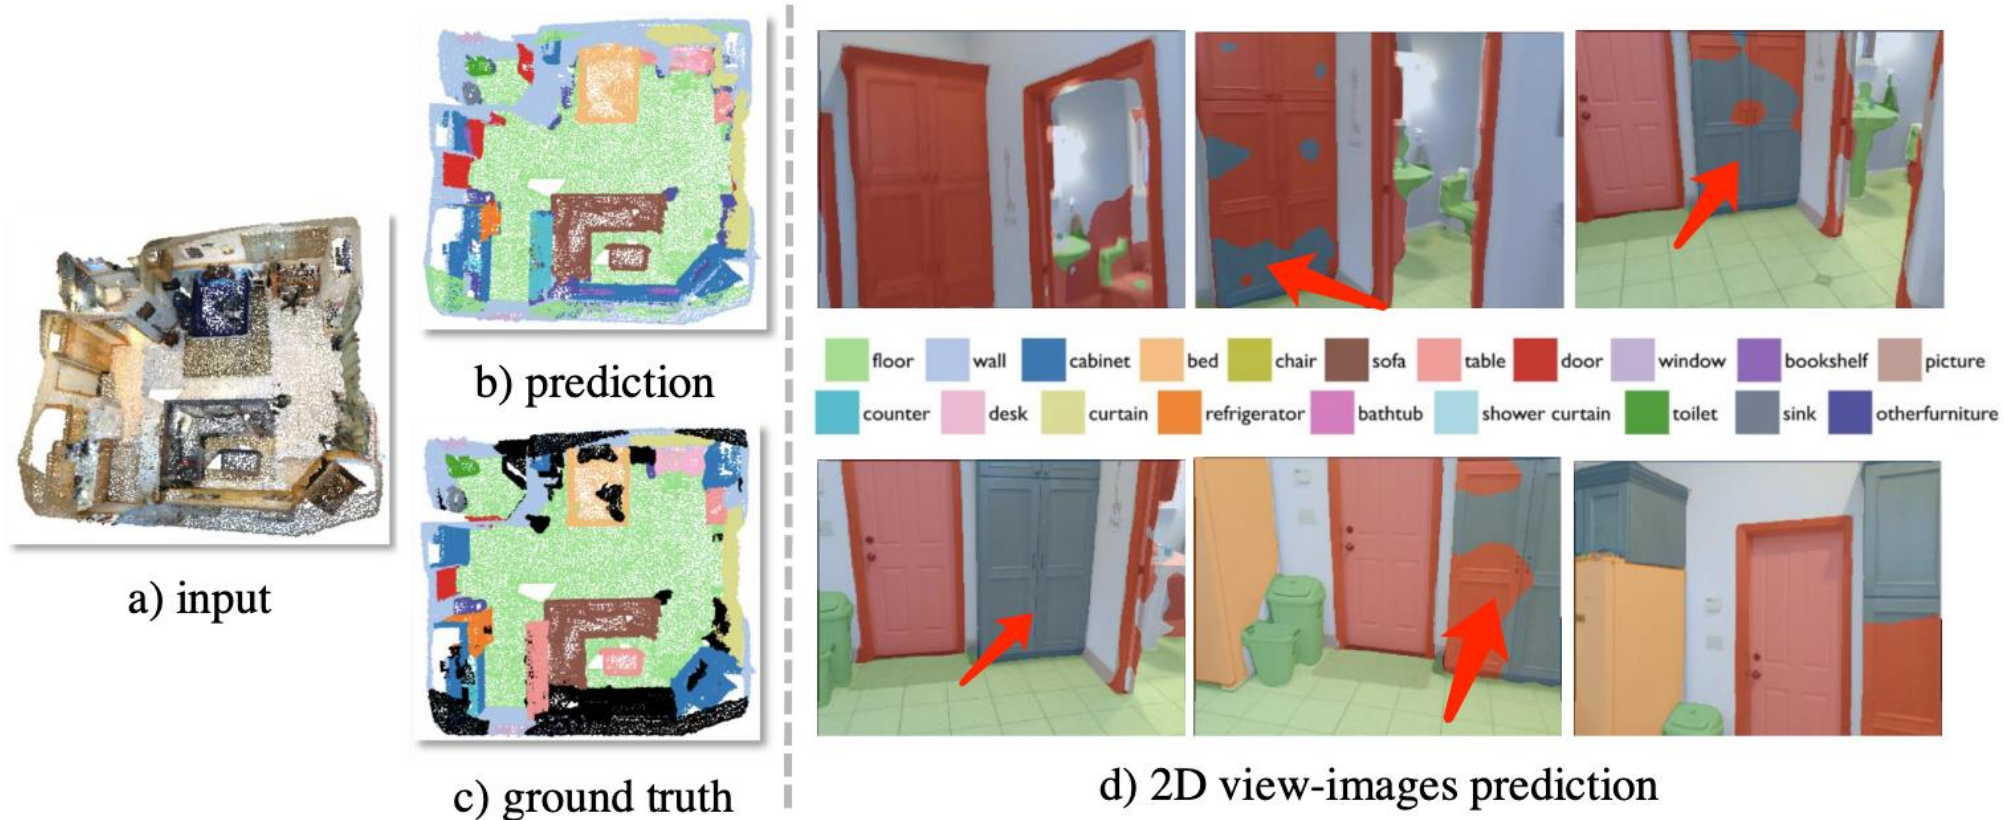 a) input
b) prediction
c) ground truth
floor wall cabinet bed chair sofa table door window bookshelf picture
counter desk curtain refrigerator bathtub shower curtain toilet sink otherfurniture
d) 2D view-images prediction